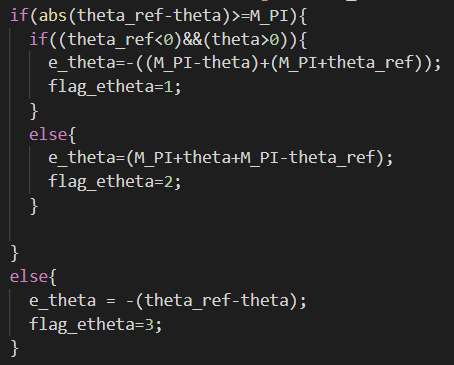 if(abs(theta_ref-theta)>=M_PI){
if((theta_ref<0)&&(theta>0)){
e_theta=-((M_PI-theta)+(M_PI+theta_ref));
flag_etheta=1;
}
else{
e_theta=(M_PI+theta+M_PI-theta_ref);
flag_etheta=2;
}
}
else{
e_theta = -(theta_ref-theta);
flag_etheta=3;
}